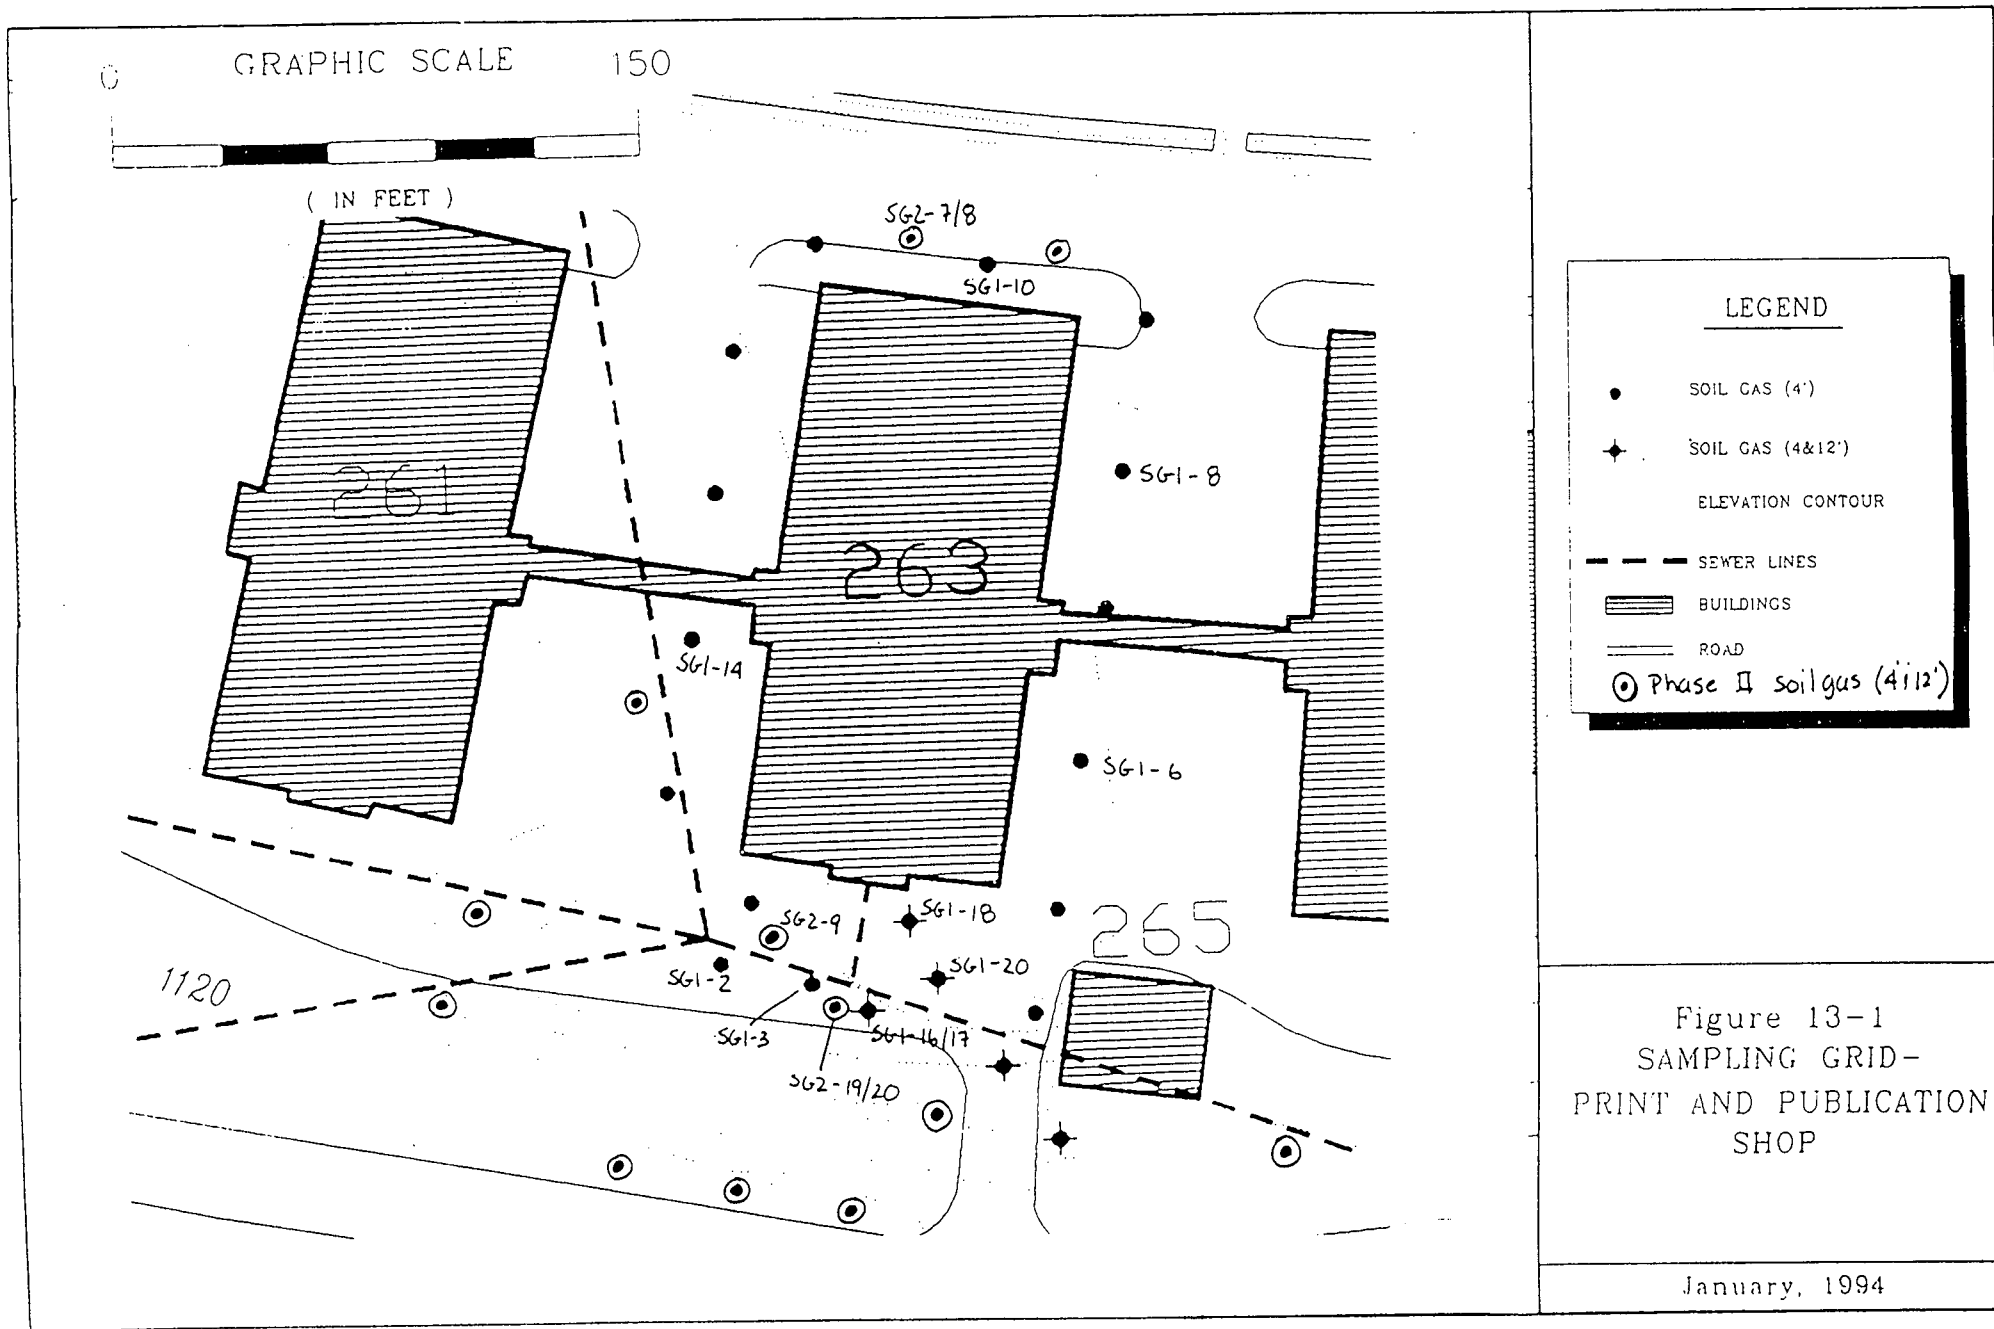 0 GRAPHIC SCALE 150
( IN FEET )
SG2-7/8
SG1-10
SG1-8
261
263
SG1-14
SG1-6
SG2-9
SG1-18
265
SG1-2
SG1-20
1120
SG1-3
SG1-16/17
SG2-19/20
LEGEND
SOIL GAS (4')
SOIL GAS (4&12')
ELEVATION CONTOUR
SEWER LINES
BUILDINGS
ROAD
Phase II soil gas (4'i12')
Figure 13-1
SAMPLING GRID-
PRINT AND PUBLICATION
SHOP
January, 1994